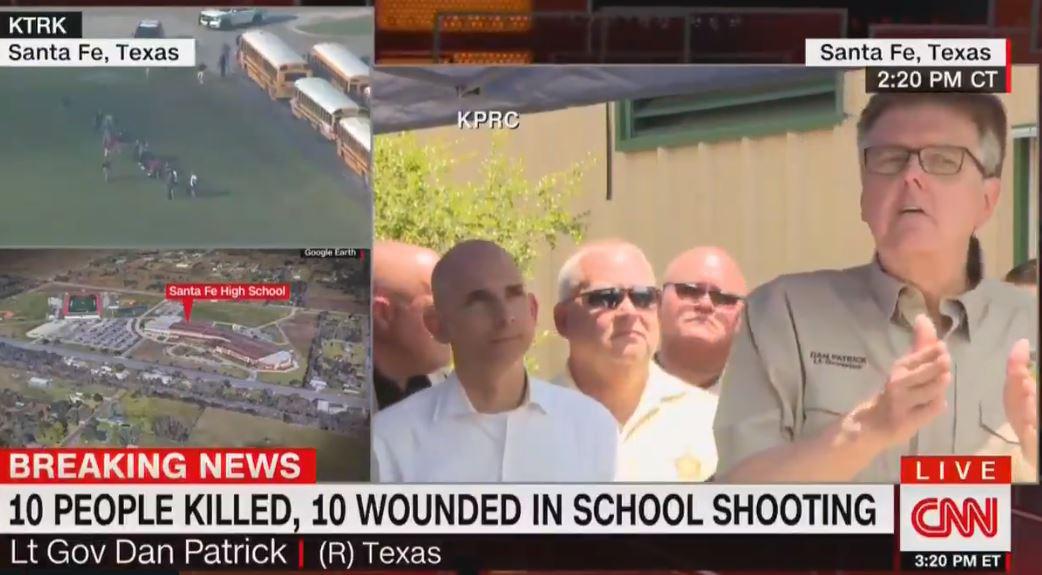 KTRK
Santa Fe, Texas
Santa Fe, Texas
2:20 PM CT
KPRC
Google Earth
Santa Fe High School
DAN PATRICK
Lt. Governor
BREAKING NEWS
10 PEOPLE KILLED, 10 WOUNDED IN SCHOOL SHOOTING
Lt Gov Dan Patrick | (R) Texas
LIVE
CNN
3:20 PM ET